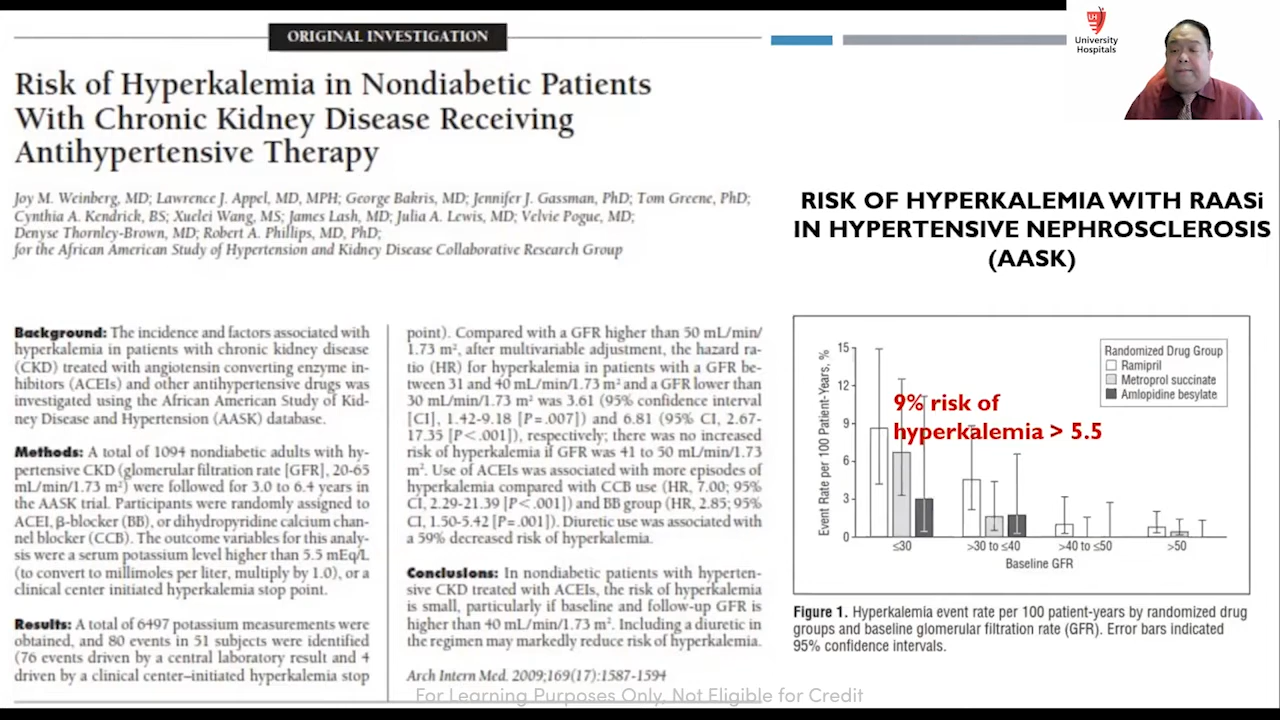 ORIGINAL INVESTIGATION
Risk of Hyperkalemia in Nondiabetic Patients
With Chronic Kidney Disease Receiving
Antihypertensive Therapy
Joy M. Weinberg, MD; Lawrence J. Appel, MD, MPH; George Bakris, MD; Jennifer J. Gassman, PhD; Tom Greene, PhD;
Cynthia A. Kendrick, BS; Xuelei Wang, MS; James Lash, MD; Julia A. Lewis, MD; Velvie Pogue, MD;
Denyse Thornley-Brown, MD; Robert A. Phillips, MD, PhD;
for the African American Study of Hypertension and Kidney Disease Collaborative Research Group
Background: The incidence and factors associated with
hyperkalemia in patients with chronic kidney disease
(CKD) treated with angiotensin converting enzyme in-
hibitors (ACEIs) and other antihypertensive drugs was
investigated using the African American Study of Kid-
ney Disease and Hypertension (AASK) database.
Methods: A total of 1094 nondiabetic adults with hy-
pertensive CKD (glomerular filtration rate [GFR], 20-65
mL/min/1.73 m²) were followed for 3.0 to 6.4 years in
the AASK trial. Participants were randomly assigned to
ACEI, β-blocker (BB), or dihydropyridine calcium chan-
nel blocker (CCB). The outcome variables for this analy-
sis were a serum potassium level higher than 5.5 mEq/L
(to convert to millimoles per liter, multiply by 1.0), or a
clinical center initiated hyperkalemia stop point.
Results: A total of 6497 potassium measurements were
obtained, and 80 events in 51 subjects were identified
(76 events driven by a central laboratory result and 4
driven by a clinical center–initiated hyperkalemia stop
point). Compared with a GFR higher than 50 mL/min/
1.73 m², after multivariable adjustment, the hazard ra-
tio (HR) for hyperkalemia in patients with a GFR be-
tween 31 and 40 mL/min/1.73 m² and a GFR lower than
30 mL/min/1.73 m² was 3.61 (95% confidence interval
[CI], 1.42-9.18 [P=.007]) and 6.81 (95% CI, 2.67-
17.35 [P<.001]), respectively; there was no increased
risk of hyperkalemia if GFR was 41 to 50 mL/min/1.73
m². Use of ACEIs was associated with more episodes of
hyperkalemia compared with CCB use (HR, 7.00; 95%
CI, 2.29-21.39 [P<.001]) and BB group (HR, 2.85; 95%
CI, 1.50-5.42 [P=.001]). Diuretic use was associated with
a 59% decreased risk of hyperkalemia.
Conclusions: In nondiabetic patients with hyperten-
sive CKD treated with ACEIs, the risk of hyperkalemia
is small, particularly if baseline and follow-up GFR is
higher than 40 mL/min/1.73 m². Including a diuretic in
the regimen may markedly reduce risk of hyperkalemia.
Arch Intern Med. 2009;169(17):1587-1594
University
Hospitals
RISK OF HYPERKALEMIA WITH RAASi
IN HYPERTENSIVE NEPHROSCLEROSIS
(AASK)
Randomized Drug Group
Ramipril
Metroprol succinate
Amlopidine besylate
9% risk of
hyperkalemia > 5.5
Event Rate per 100 Patient-Years, %
15
12
9
6
3
0
≤30
>30 to ≤40
>40 to ≤50
>50
Baseline GFR
Figure 1. Hyperkalemia event rate per 100 patient-years by randomized drug
groups and baseline glomerular filtration rate (GFR). Error bars indicated
95% confidence intervals.
For Learning Purposes Only, Not Eligible for Credit